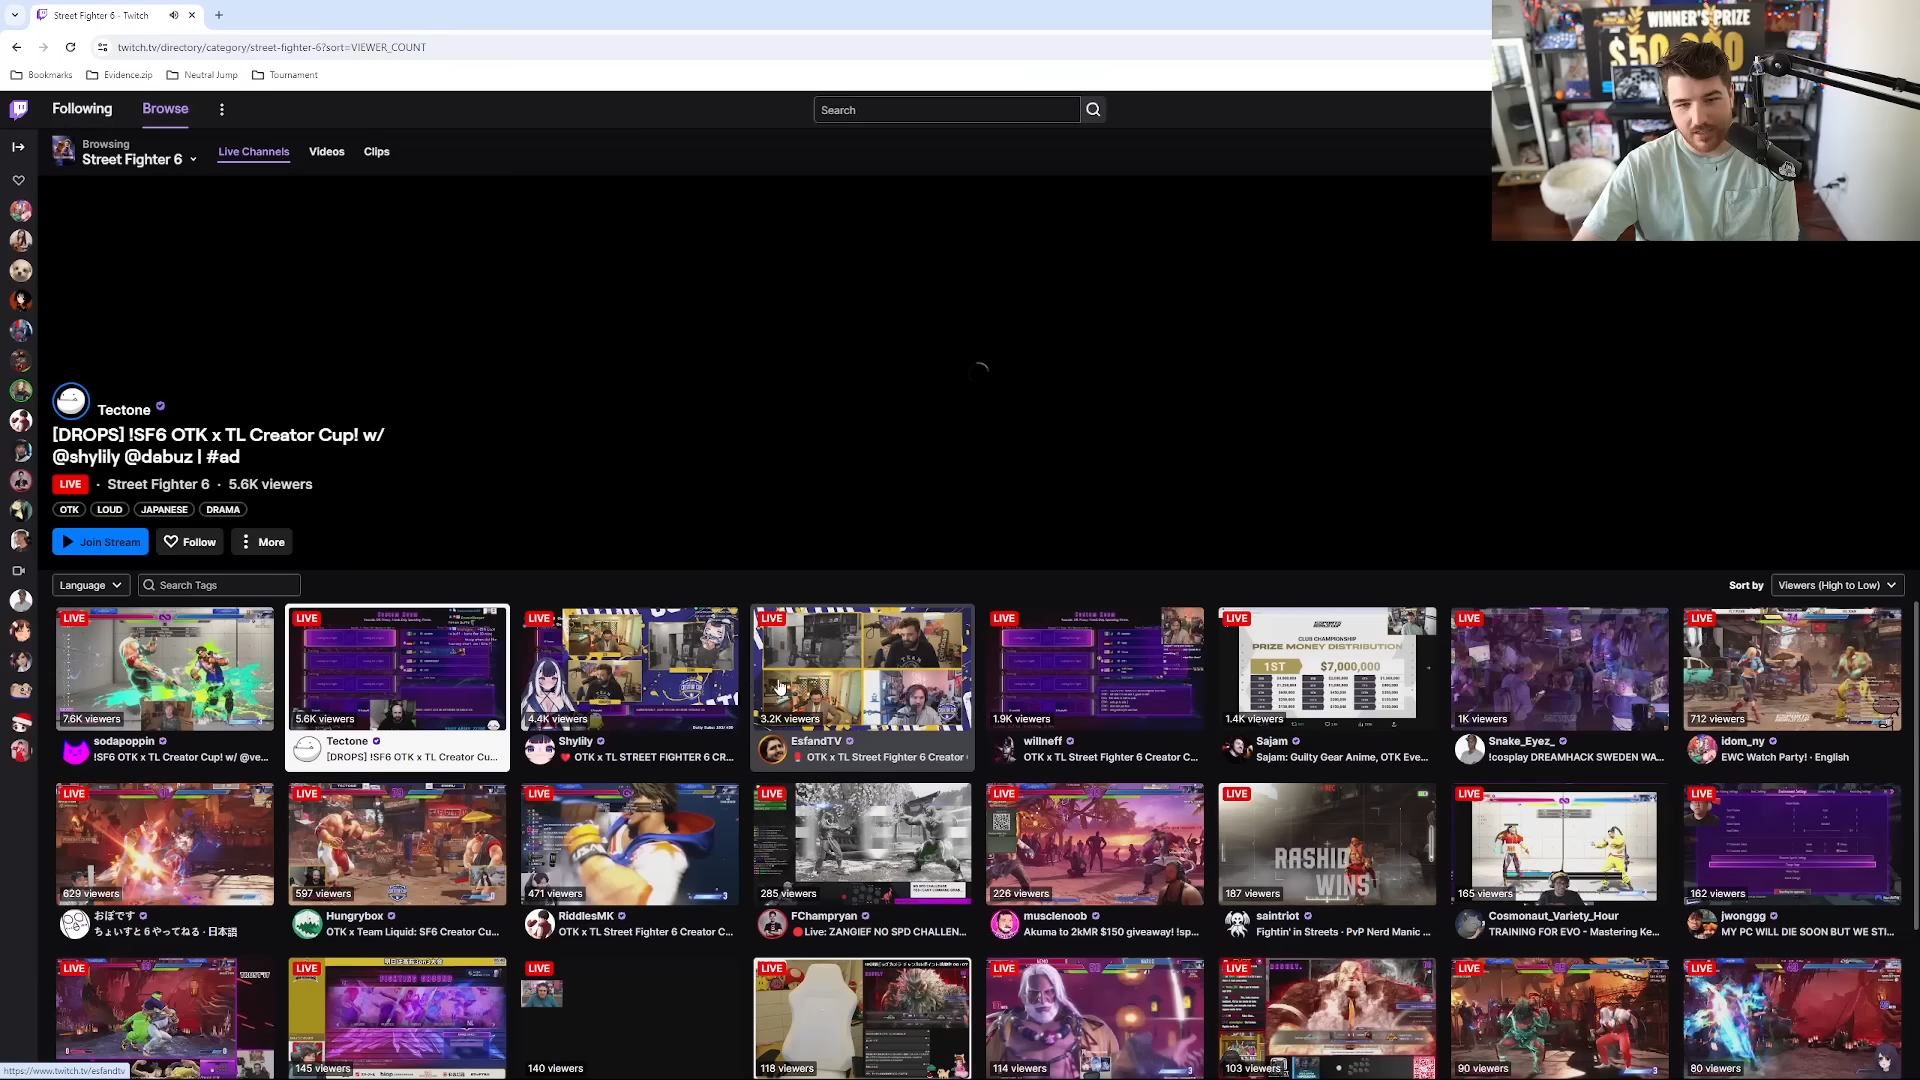 Street Fighter 6 - Twitch
twitch.tv/directory/category/street-fighter-6?sort=VIEWER_COUNT
Bookmarks
Evidence.zip
Neutral Jump
Tournament
WINNER'S PRIZE
Following
Browse
Search
Browsing
Street Fighter 6
Live Channels
Videos
Clips
Tectone
[DROPS] !SF6 OTK x TL Creator Cup! w/
@shylily @dabuz | #ad
LIVE · Street Fighter 6 · 5.6K viewers
OTK LOUD JAPANESE DRAMA
Join Stream
Follow
More
Language
Search Tags
Sort by
Viewers (High to Low)
LIVE
7.6K viewers
sodapoppin
!SF6 OTK x TL Creator Cup! w/ @ve...
LIVE
5.6K viewers
Tectone
[DROPS] !SF6 OTK x TL Creator Cu...
LIVE
4.4K viewers
Shylily
OTK x TL STREET FIGHTER 6 CR...
LIVE
3.2K viewers
EsfandTV
OTK x TL Street Fighter 6 Creator
LIVE
1.9K viewers
willneff
OTK x TL Street Fighter 6 Creator C...
LIVE
CLUB CHAMPIONSHIP
PRIZE MONEY DISTRIBUTION
1ST $7,000,000
1.4K viewers
Sajam
Sajam: Guilty Gear Anime, OTK Eve...
LIVE
1K viewers
Snake_Eyez_
!cosplay DREAMHACK SWEDEN WA...
LIVE
712 viewers
idom_ny
EWC Watch Party! · English
LIVE
629 viewers
おぼです
ちょいすと6やってるね · 日本語
LIVE
597 viewers
Hungrybox
OTK x Team Liquid: SF6 Creator Cu...
LIVE
471 viewers
RiddlesMK
OTK x TL Street Fighter 6 Creator C...
LIVE
285 viewers
FChampryan
Live: ZANGIEF NO SPD CHALLEN...
LIVE
226 viewers
musclenoob
Akuma to 2kMR $150 giveaway! !sp...
LIVE
RASHID
WINS
187 viewers
saintriot
Fightin' in Streets · PvP Nerd Manic ...
LIVE
165 viewers
Cosmonaut_Variety_Hour
TRAINING FOR EVO - Mastering Ke...
LIVE
162 viewers
jwonggg
MY PC WILL DIE SOON BUT WE STI...
LIVE
LIVE
FIGHTING GROUND
145 viewers
LIVE
140 viewers
LIVE
118 viewers
LIVE
114 viewers
LIVE
103 viewers
LIVE
90 viewers
LIVE
80 viewers
https://www.twitch.tv/esfandtv